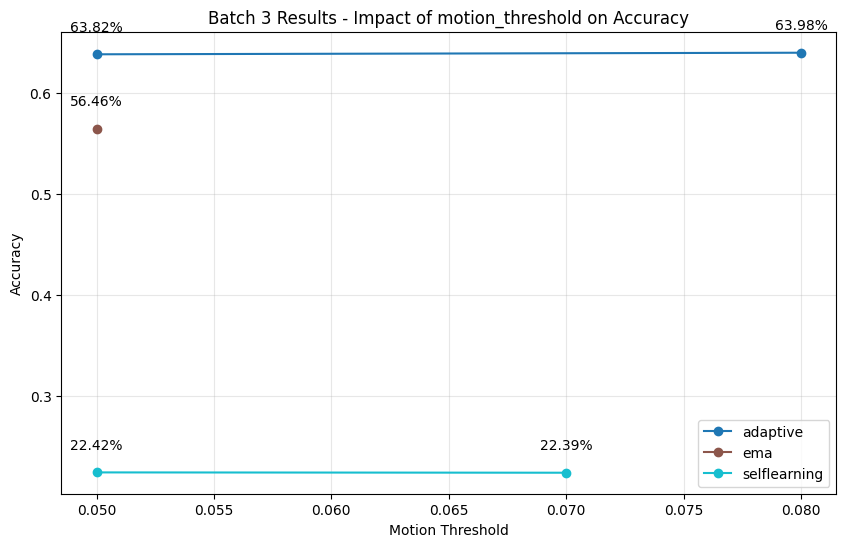 Batch 3 Results - Impact of motion_threshold on Accuracy
63.82%
63.98%
56.46%
22.42%
22.39%
0.6
0.5
0.4
0.3
Accuracy
adaptive
ema
selflearning
0.050
0.055
0.060
0.065
0.070
0.075
0.080
Motion Threshold